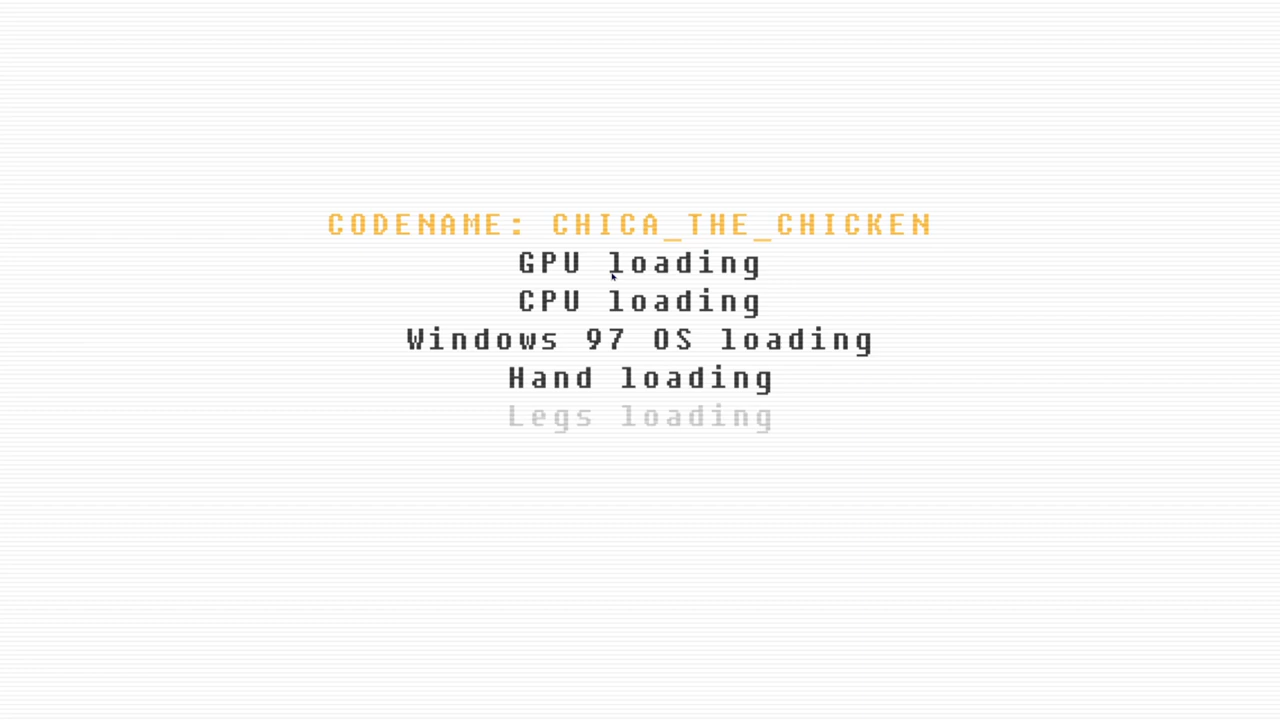 CODENAME: CHICA_THE_CHICKEN
GPU loading
CPU loading
Windows 97 OS loading
Hand loading
Legs loading